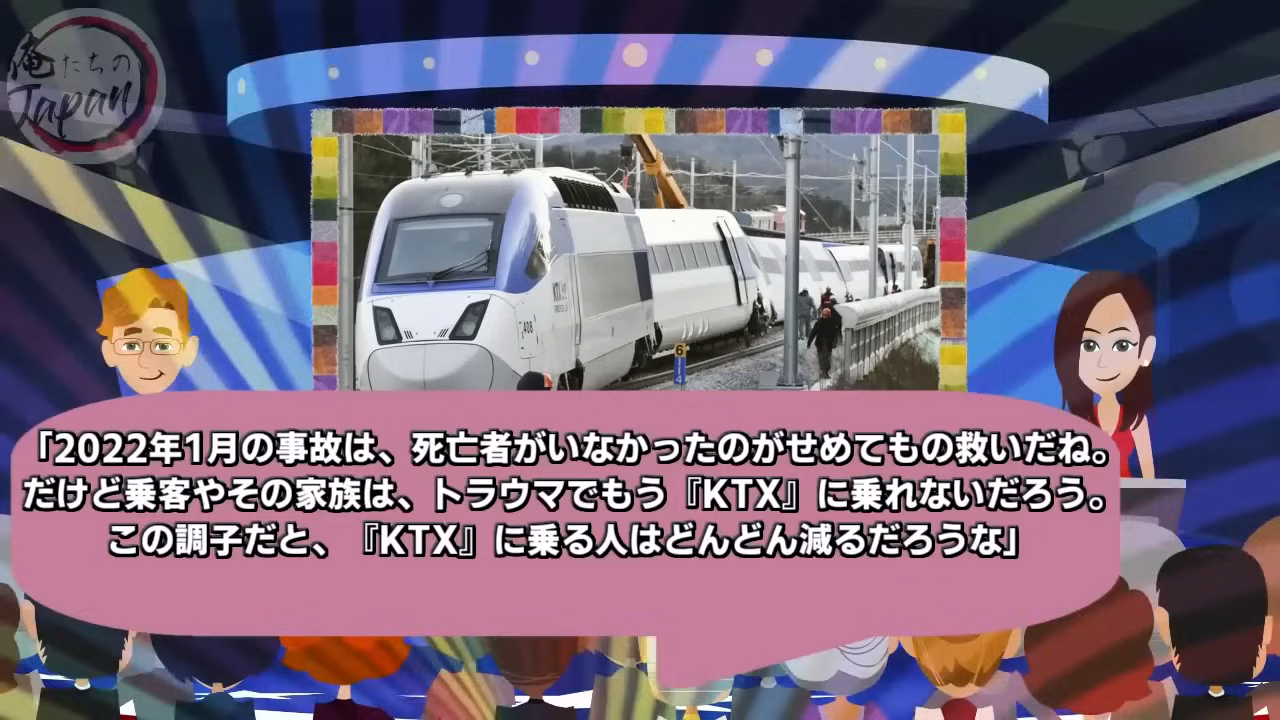 俺たちの
Japan
「2022年1月の事故は、死亡者がいなかったのがせめてもの救いだね。
だけど乗客やその家族は、トラウマでもう『KTX』に乗れないだろう。
この調子だと、『KTX』に乗る人はどんどん減るだろうな」
KTX
408
6